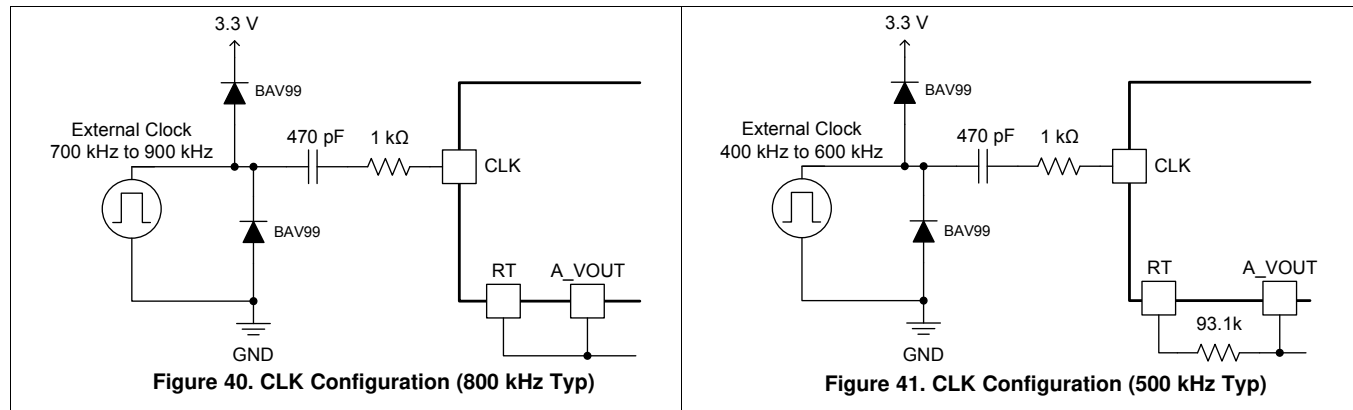 3.3 V
BAV99
External Clock
700 kHz to 900 kHz
470 pF
1 kΩ
CLK
BAV99
RT
A_VOUT
GND
Figure 40. CLK Configuration (800 kHz Typ)
3.3 V
BAV99
External Clock
400 kHz to 600 kHz
470 pF
1 kΩ
CLK
BAV99
RT
A_VOUT
93.1k
GND
Figure 41. CLK Configuration (500 kHz Typ)